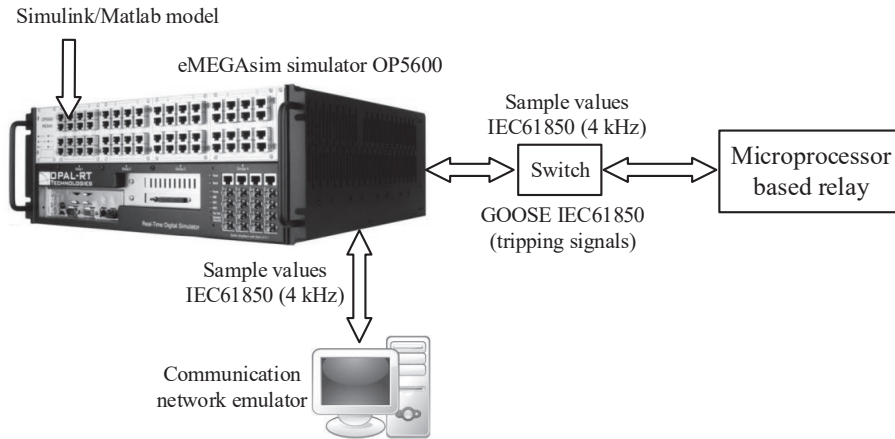 Simulink/Matlab model
eMEGAsim simulator OP5600
Sample values
IEC61850 (4 kHz)
Switch
Microprocessor
based relay
GOOSE IEC61850
(tripping signals)
OPAL-RT
TECHNOLOGIES
Real-Time Digital Simulator
Sample values
IEC61850 (4 kHz)
Communication
network emulator